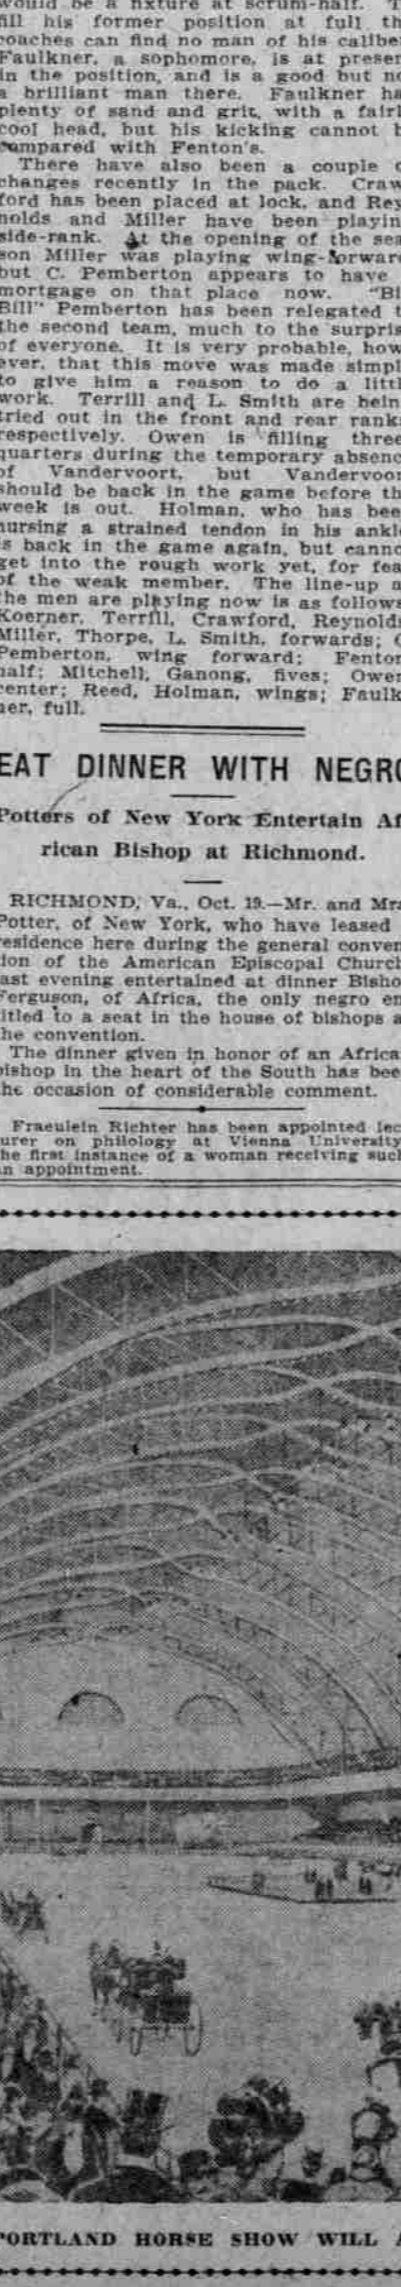 would be a fixture at scrum-half. T
fill his former position at full th
coaches can find no man of his calibe
Faulkner, a sophomore, is at presen
in the position, and is a good but no
a brilliant man there. Faulkner ha
plenty of sand and grit, with a fairl
cool head, but his kicking cannot b
compared with Fenton's.
There have also been a couple o
changes recently in the pack. Craw
ford has been placed at lock, and Rey
nolds and Miller have been playin
side-rank. At the opening of the sea
son Miller was playing wing-forward
but C. Pemberton appears to have
mortgage on that place now. "Bi
Bill" Pemberton has been relegated t
the second team, much to the surpris
of everyone. It is very probable, how
ever, that this move was made simpl
to give him a reason to do a littl
work. Terrill and L. Smith are bein
tried out in the front and rear rank
respectively. Owen is filling three
quarters during the temporary absenc
of Vandervoort, but Vandervoor
should be back in the game before th
week is out. Holman, who has bee
nursing a strained tendon in his ankl
is back in the game again, but canno
get into the rough work yet, for fea
of the weak member. The line-up a
the men are playing now is as follows
Koerner, Terrill, Crawford, Reynolds
Miller, Thorpe, L. Smith, forwards; C
Pemberton, wing forward; Fenton
half; Mitchell, Ganong, fives; Owen
center; Reed, Holman, wings; Faulk
ner, full.
EAT DINNER WITH NEGRO
Potters of New York Entertain Af
rican Bishop at Richmond.
RICHMOND, Va., Oct. 19.—Mr. and Mrs
Potter, of New York, who have leased
residence here during the general conven
tion of the American Episcopal Church
last evening entertained at dinner Bisho
Ferguson, of Africa, the only negro en
titled to a seat in the house of bishops a
the convention.
The dinner given in honor of an Africa
bishop in the heart of the South has bee
the occasion of considerable comment.
Fraeulein Richter has been appointed lec
turer on philology at Vienna University
the first instance of a woman receiving such
an appointment.
PORTLAND HORSE SHOW WILL A